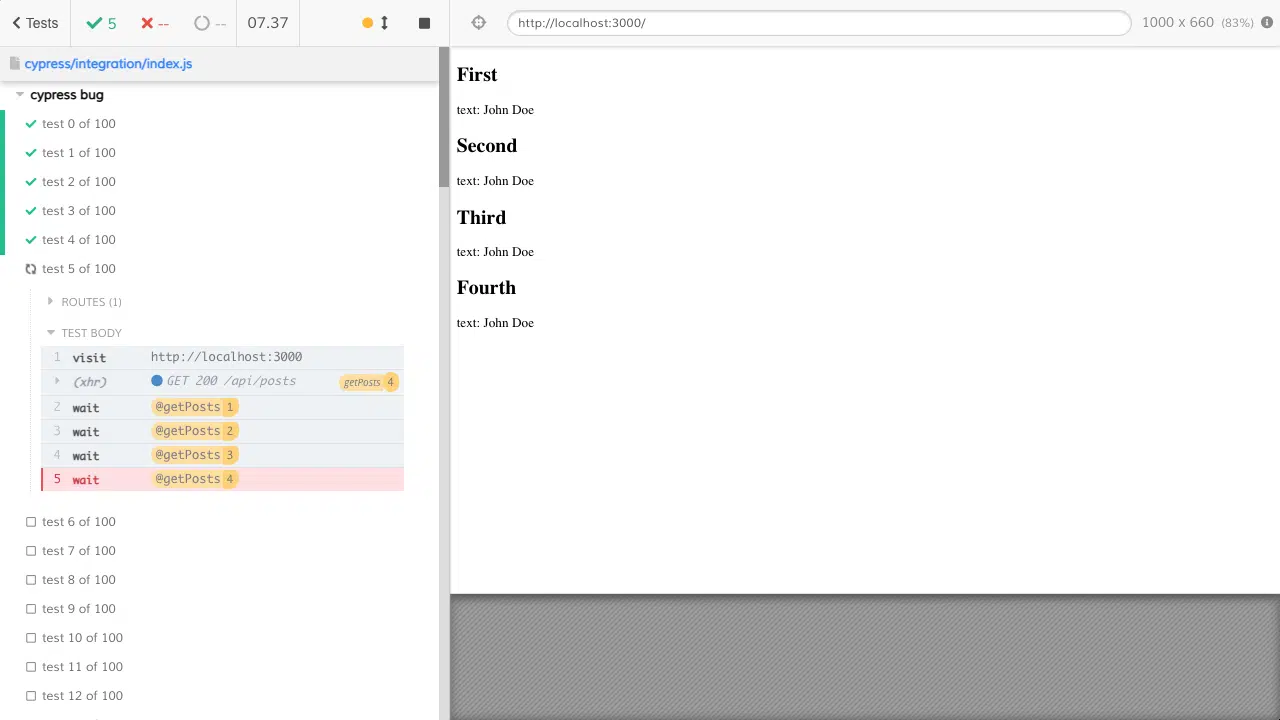 Tests 5 -- -- 07.37
http://localhost:3000/ 1000 x 660 (83%)
cypress/integration/index.js
cypress bug
test 0 of 100
test 1 of 100
test 2 of 100
test 3 of 100
test 4 of 100
test 5 of 100
ROUTES (1)
TEST BODY
1 visit http://localhost:3000
(xhr) GET 200 /api/posts getPosts 4
2 wait @getPosts 1
3 wait @getPosts 2
4 wait @getPosts 3
5 wait @getPosts 4
test 6 of 100
test 7 of 100
test 8 of 100
test 9 of 100
test 10 of 100
test 11 of 100
test 12 of 100
First
text: John Doe
Second
text: John Doe
Third
text: John Doe
Fourth
text: John Doe